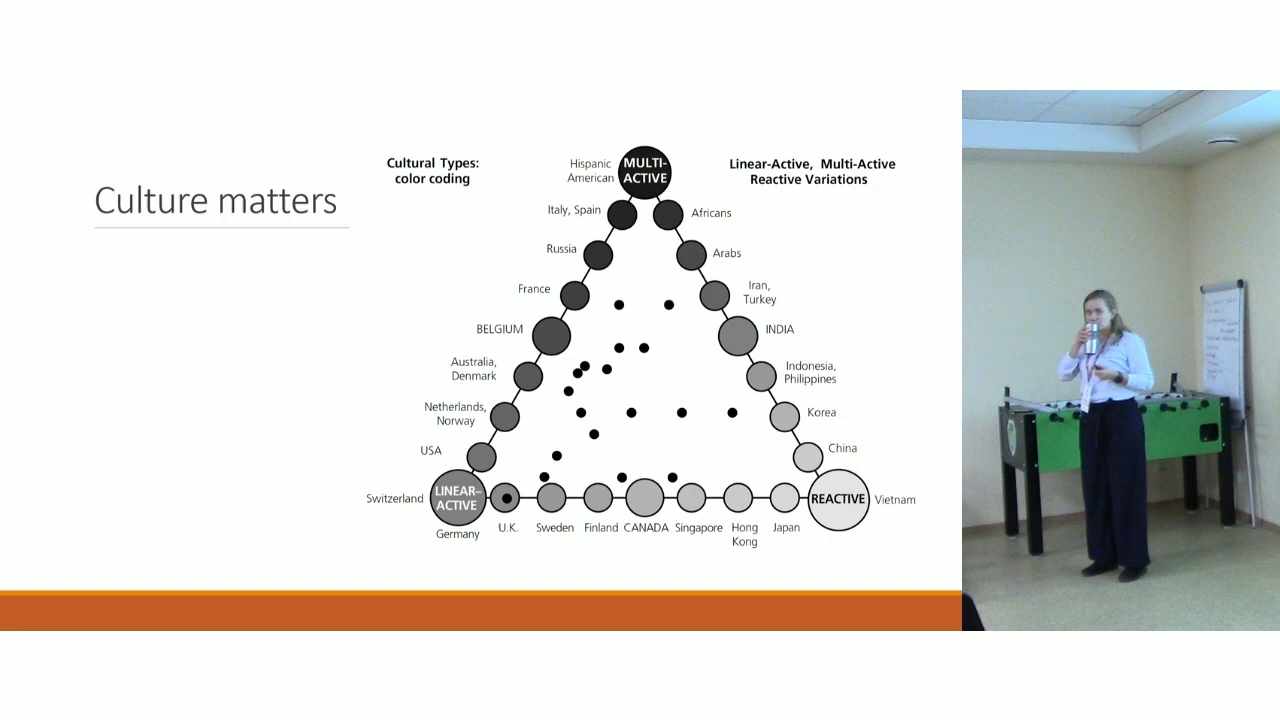 Culture matters
Cultural Types:
color coding
Linear-Active, Multi-Active
Reactive Variations
Hispanic
American
MULTI-
ACTIVE
Italy, Spain
Africans
Russia
Arabs
France
Iran,
Turkey
BELGIUM
INDIA
Australia,
Denmark
Indonesia,
Philippines
Netherlands,
Norway
Korea
USA
China
Switzerland
LINEAR-
ACTIVE
REACTIVE
Vietnam
Germany
U.K.
Sweden
Finland
CANADA
Singapore
Hong
Kong
Japan